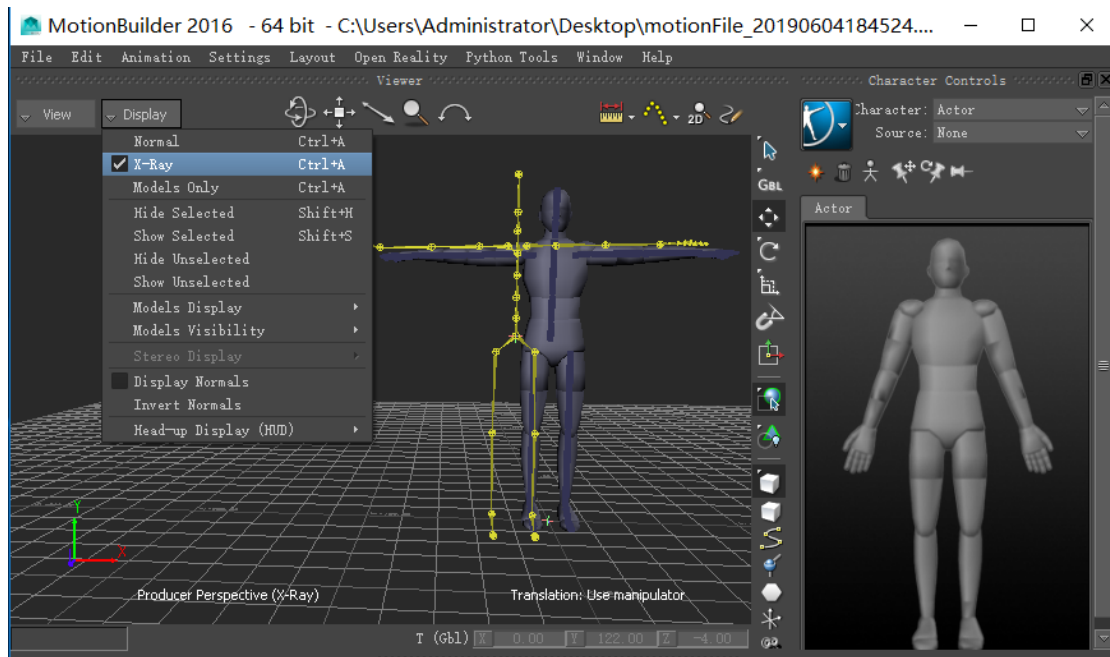 MotionBuilder 2016 - 64 bit - C:\Users\Administrator\Desktop\motionFile_20190604184524....
File Edit Animation Settings Layout Open Reality Python Tools Window Help
Viewer
Character Controls
View
Display
Character: Actor
Source: None
Normal Ctrl+A
X-Ray Ctrl+A
Models Only Ctrl+A
Hide Selected Shift+H
Show Selected Shift+S
Hide Unselected
Show Unselected
Models Display
Models Visibility
Stereo Display
Display Normals
Invert Normals
Head-up Display (HUD)
2D
GBL
Actor
Y
X
Producer Perspective (X-Ray)
Translation: Use manipulator
T (Gbl) X 0.00 Y 122.00 Z -4.00